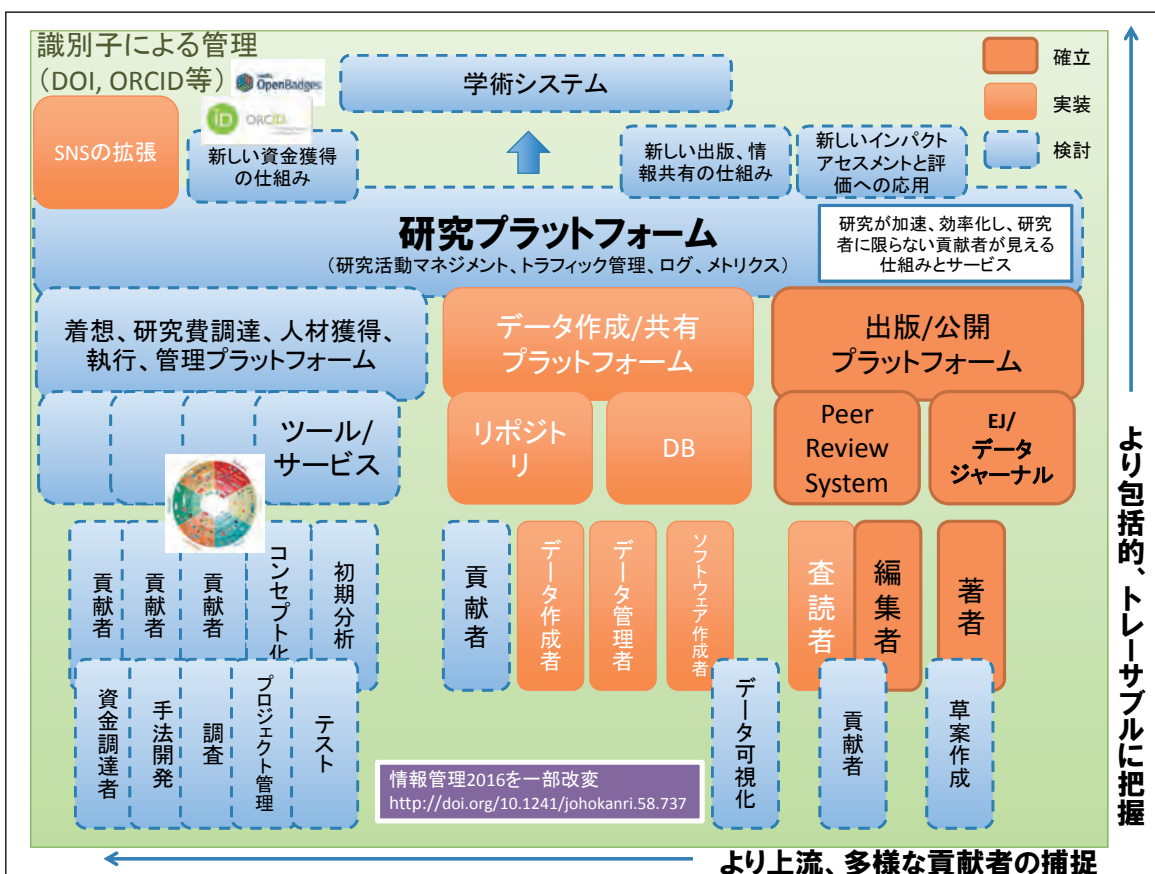 識別子による管理
（DOI, ORCID等）
OpenBadges
iD ORCID
学術システム
確立
実装
検討
SNSの拡張
新しい資金獲得
の仕組み
新しい出版、情
報共有の仕組み
新しいインパクト
アセスメントと評
価への応用
研究プラットフォーム
（研究活動マネジメント、トラフィック管理、ログ、メトリクス）
研究が加速、効率化し、研究
者に限らない貢献者が見える
仕組みとサービス
着想、研究費調達、人材獲得、
執行、管理プラットフォーム
データ作成/共有
プラットフォーム
出版/公開
プラットフォーム
ツール/
サービス
リポジト
リ
DB
Peer
Review
System
EJ/
データ
ジャーナル
貢献者
貢献者
貢献者
コンセプト化
初期分析
貢献者
データ作成者
データ管理者
ソフトウェア作成者
査読者
編集者
著者
資金調達者
手法開発
調査
プロジェクト管理
テスト
データ可視化
貢献者
草案作成
情報管理2016を一部改変
http://doi.org/10.1241/johokanri.58.737
より包括的、トレーサブルに把握
より上流、多様な貢献者の捕捉